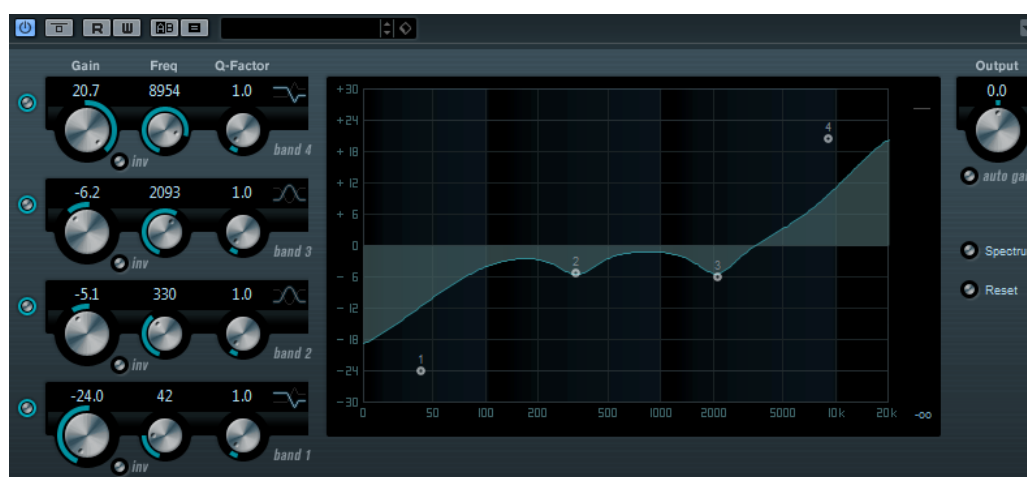 R W AB
Gain Freq Q-Factor Output
20.7 8954 1.0 0.0
inv band 4 auto gai
-6.2 2093 1.0
inv band 3
-5.1 330 1.0
inv band 2
-24.0 42 1.0
inv band 1
+30
+24
+ 18
+ 12
+ 6
0
- 6
- 12
- 18
-24
-30
1 2 3 4
0 50 100 200 500 1000 2000 5000 10k 20k -∞
Spectru
Reset